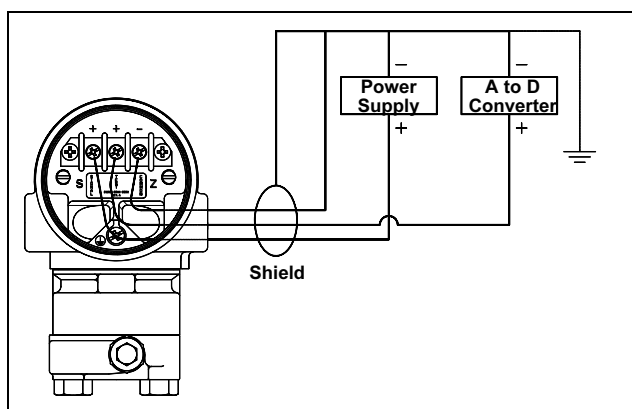 − −
Power
Supply
A to D
Converter
+ +
+ + −
S Z
Shield